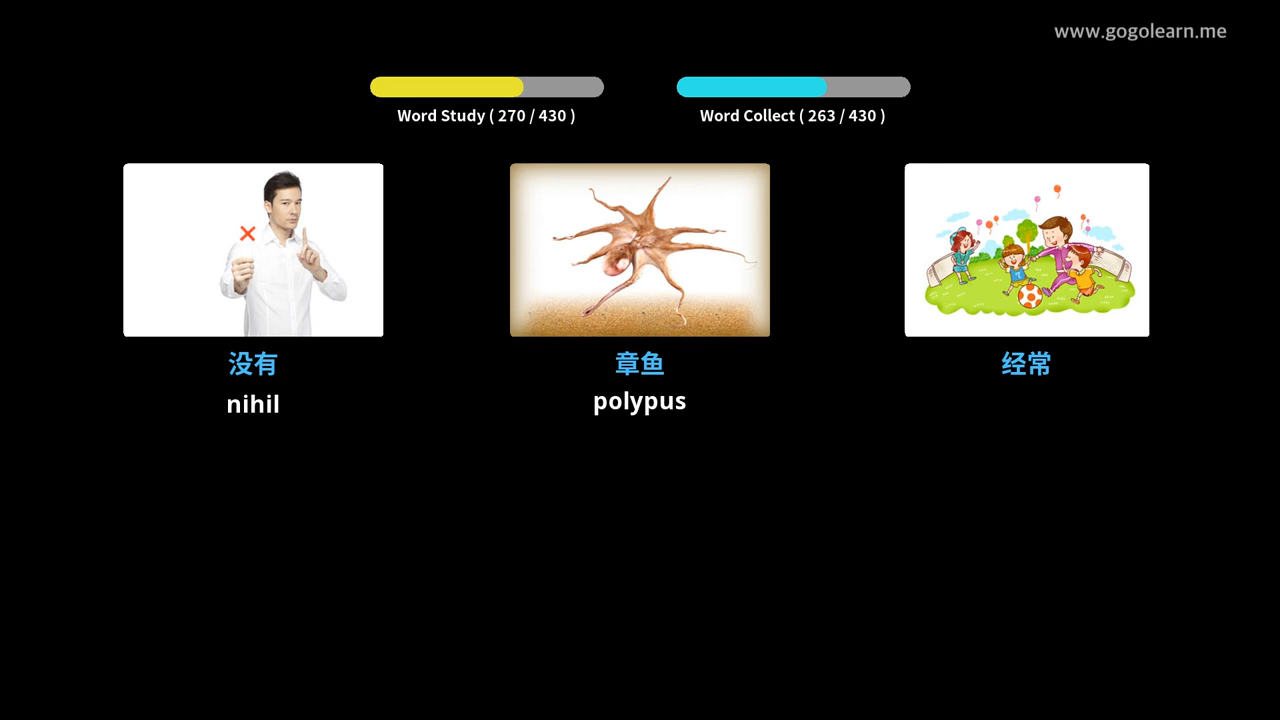 www.gogolearn.me
Word Study ( 270 / 430 )
Word Collect ( 263 / 430 )
没有
章鱼
经常
nihil
polypus